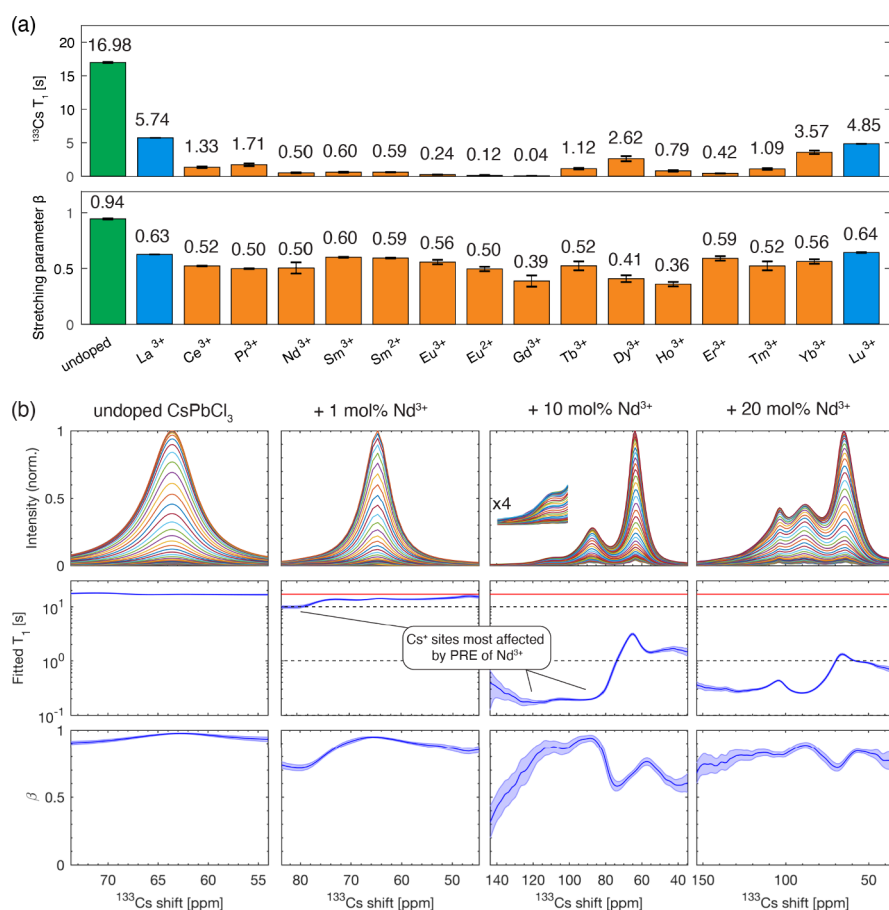 (a)
¹³³Cs T₁ [s]
20
15
10
5
0
16.98
5.74
1.33
1.71
0.50
0.60
0.59
0.24
0.12
0.04
1.12
2.62
0.79
0.42
1.09
3.57
4.85
Stretching parameter β
1
0.5
0
0.94
0.63
0.52
0.50
0.50
0.60
0.59
0.56
0.50
0.39
0.52
0.41
0.36
0.59
0.52
0.56
0.64
undoped
La³⁺
Ce³⁺
Pr³⁺
Nd³⁺
Sm³⁺
Sm²⁺
Eu³⁺
Eu²⁺
Gd³⁺
Tb³⁺
Dy³⁺
Ho³⁺
Er³⁺
Tm³⁺
Yb³⁺
Lu³⁺
(b)
undoped CsPbCl₃
+ 1 mol% Nd³⁺
+ 10 mol% Nd³⁺
+ 20 mol% Nd³⁺
Intensity (norm.)
1
0.5
0
x4
Fitted T₁ [s]
10¹
10⁰
10⁻¹
Cs⁺ sites most affected
by PRE of Nd³⁺
β
1
0.5
0
70 65 60 55
80 70 60 50
140 120 100 80 60 40
150 100 50
¹³³Cs shift [ppm]
¹³³Cs shift [ppm]
¹³³Cs shift [ppm]
¹³³Cs shift [ppm]